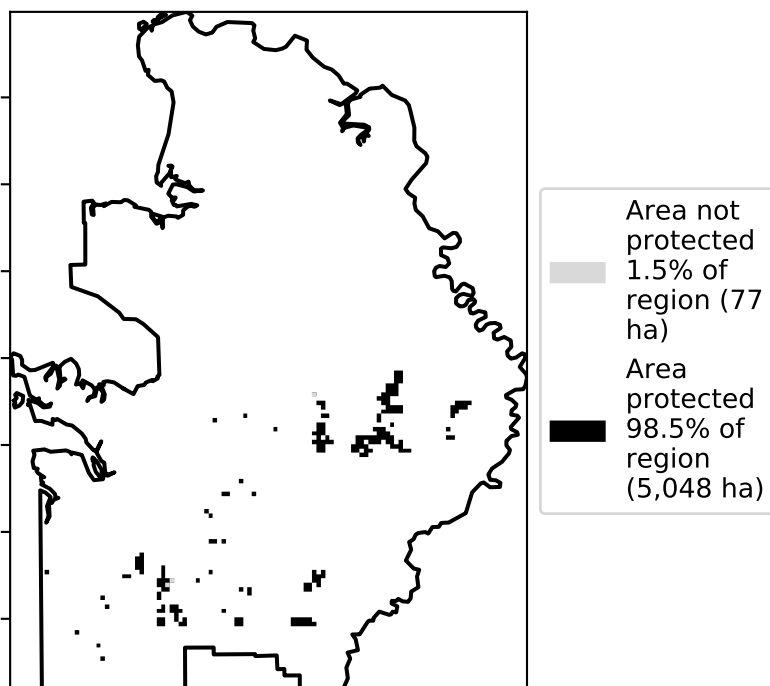 Area not
protected
1.5% of
region (77
ha)
Area
protected
98.5% of
region
(5,048 ha)